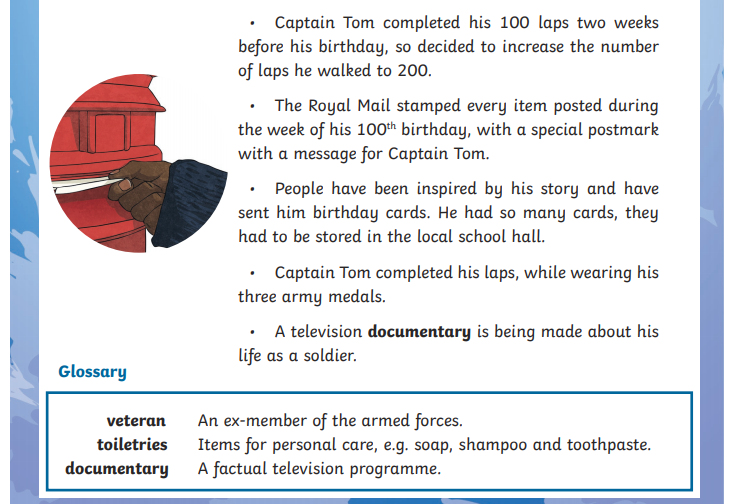 • Captain Tom completed his 100 laps two weeks
before his birthday, so decided to increase the number
of laps he walked to 200.
• The Royal Mail stamped every item posted during
the week of his 100th birthday, with a special postmark
with a message for Captain Tom.
• People have been inspired by his story and have
sent him birthday cards. He had so many cards, they
had to be stored in the local school hall.
• Captain Tom completed his laps, while wearing his
three army medals.
• A television documentary is being made about his
life as a soldier.
Glossary
veteran An ex-member of the armed forces.
toiletries Items for personal care, e.g. soap, shampoo and toothpaste.
documentary A factual television programme.